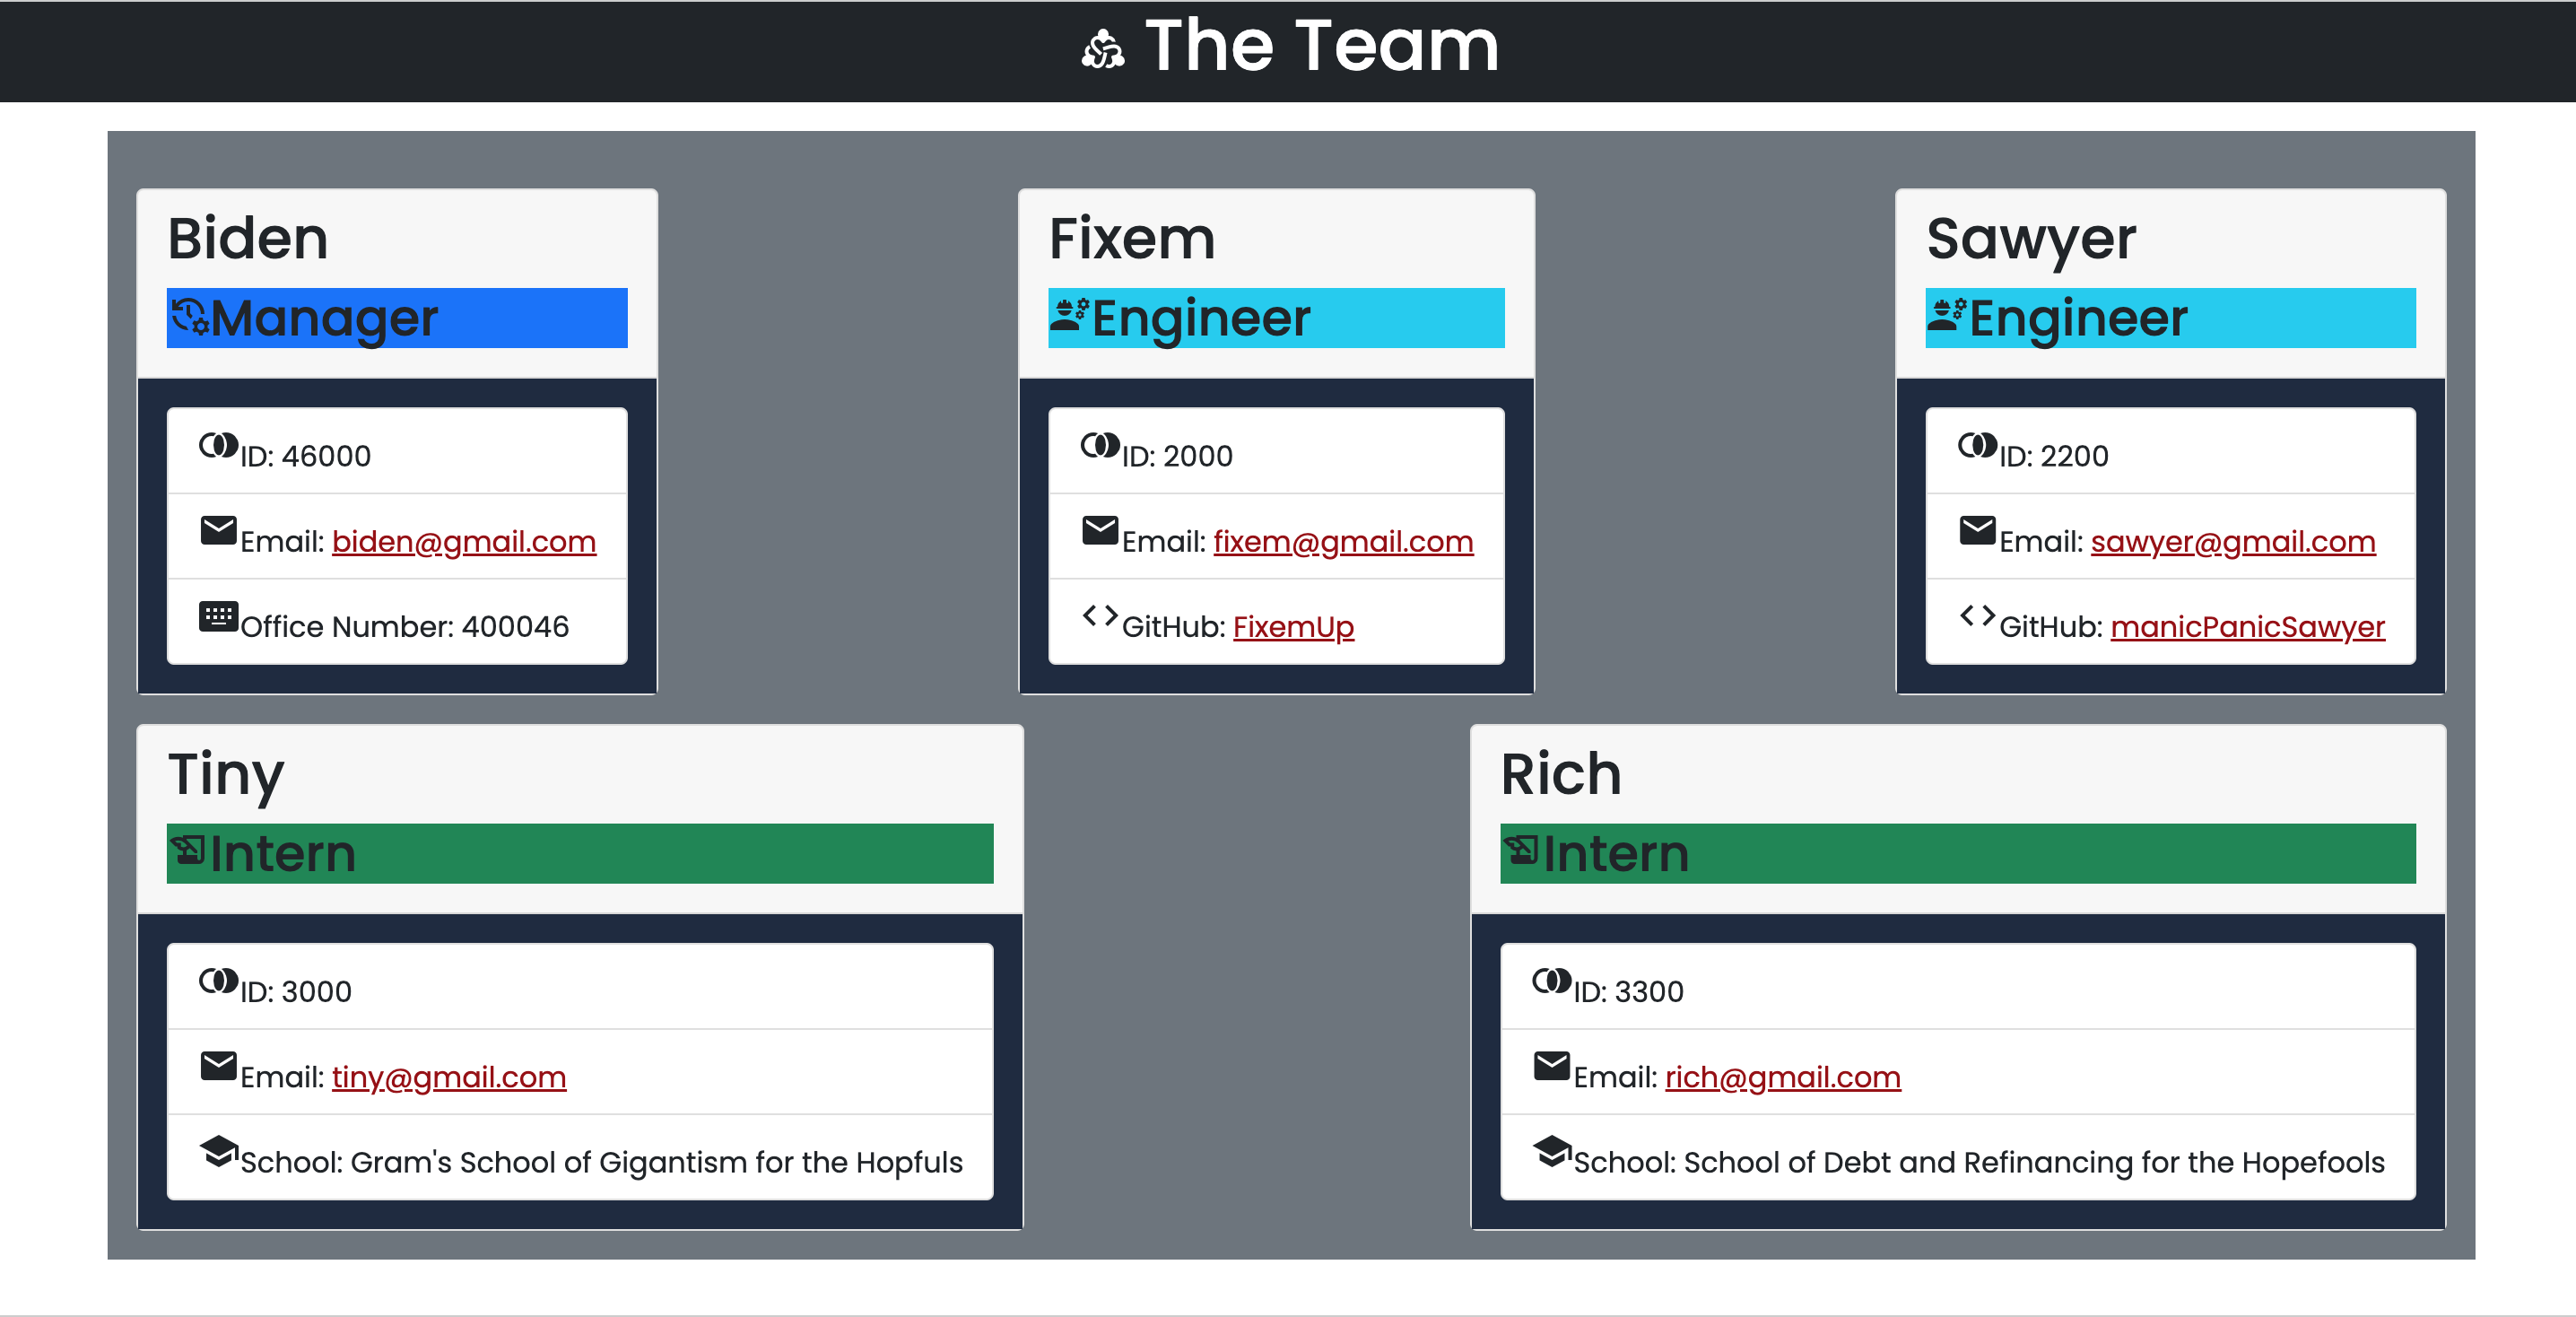 The Team
Biden
Manager
ID: 46000
Email: biden@gmail.com
Office Number: 400046
Fixem
Engineer
ID: 2000
Email: fixem@gmail.com
GitHub: FixemUp
Sawyer
Engineer
ID: 2200
Email: sawyer@gmail.com
GitHub: manicPanicSawyer
Tiny
Intern
ID: 3000
Email: tiny@gmail.com
School: Gram's School of Gigantism for the Hopfuls
Rich
Intern
ID: 3300
Email: rich@gmail.com
School: School of Debt and Refinancing for the Hopefools